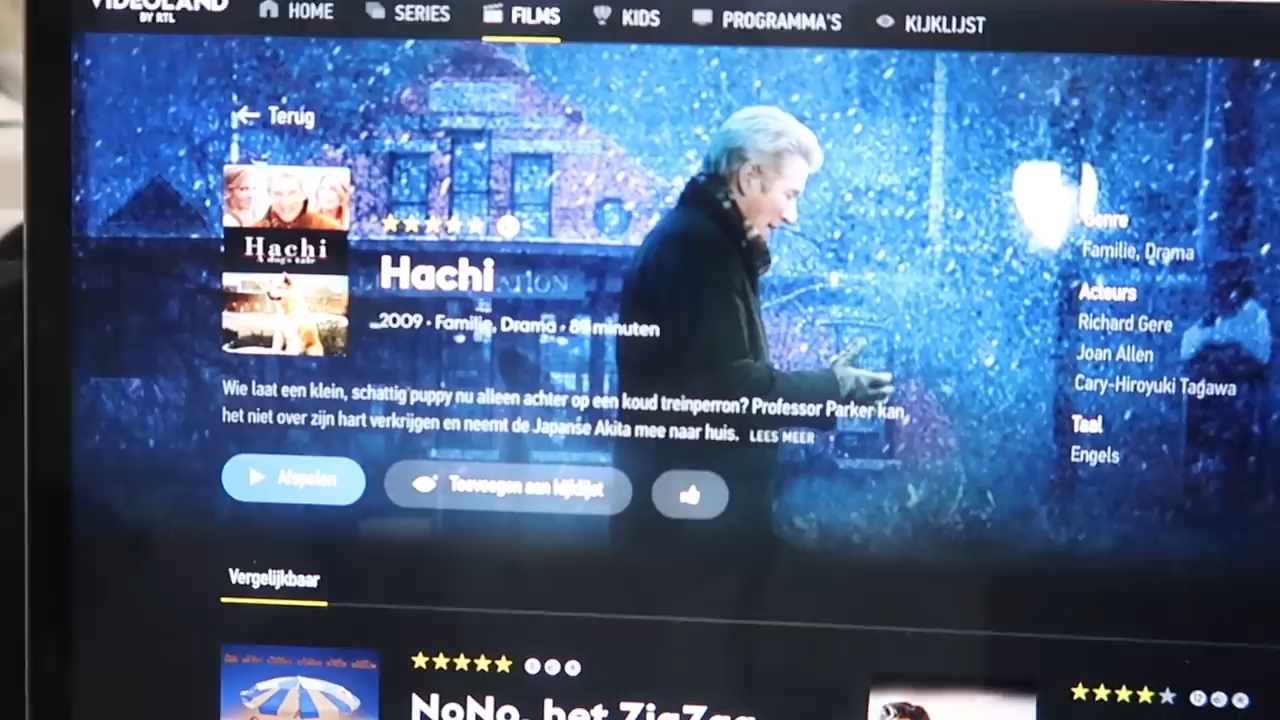 VIDEOLAND
BY RTL
HOME
SERIES
FILMS
KIDS
PROGRAMMA'S
KIJKLIJST
Terug
Hachi
A dog's tale
Hachi
ATION
2009 · Familie, Drama · minuten
Wie laat een klein, schattig puppy nu alleen achter op een koud treinperron? Professor Parker kan
het niet over zijn hart verkrijgen en neemt de Japanse Akita mee naar huis. LEES MEER
Afspelen
Toevoegen aan kijklijst
Genre
Familie, Drama
Acteurs
Richard Gere
Joan Allen
Cary-Hiroyuki Tagawa
Taal
Engels
Vergelijkbaar
NoNo, het ZigZag